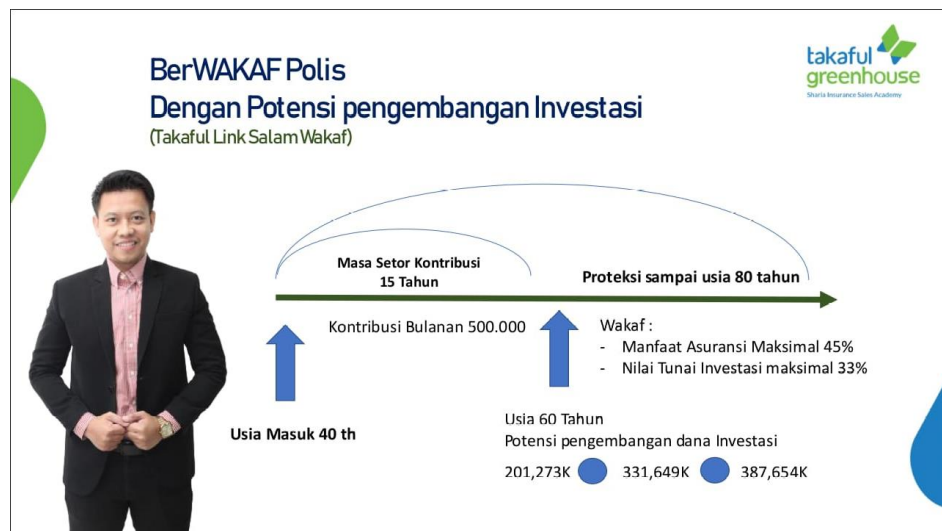 BerWAKAF Polis
Dengan Potensi pengembangan Investasi
(Takaful Link Salam Wakaf)
takaful
greenhouse
Sharia Insurance Sales Academy
Masa Setor Kontribusi
15 Tahun
Proteksi sampai usia 80 tahun
Kontribusi Bulanan 500.000
Wakaf :
- Manfaat Asuransi Maksimal 45%
- Nilai Tunai Investasi maksimal 33%
Usia Masuk 40 th
Usia 60 Tahun
Potensi pengembangan dana Investasi
201,273K 331,649K 387,654K